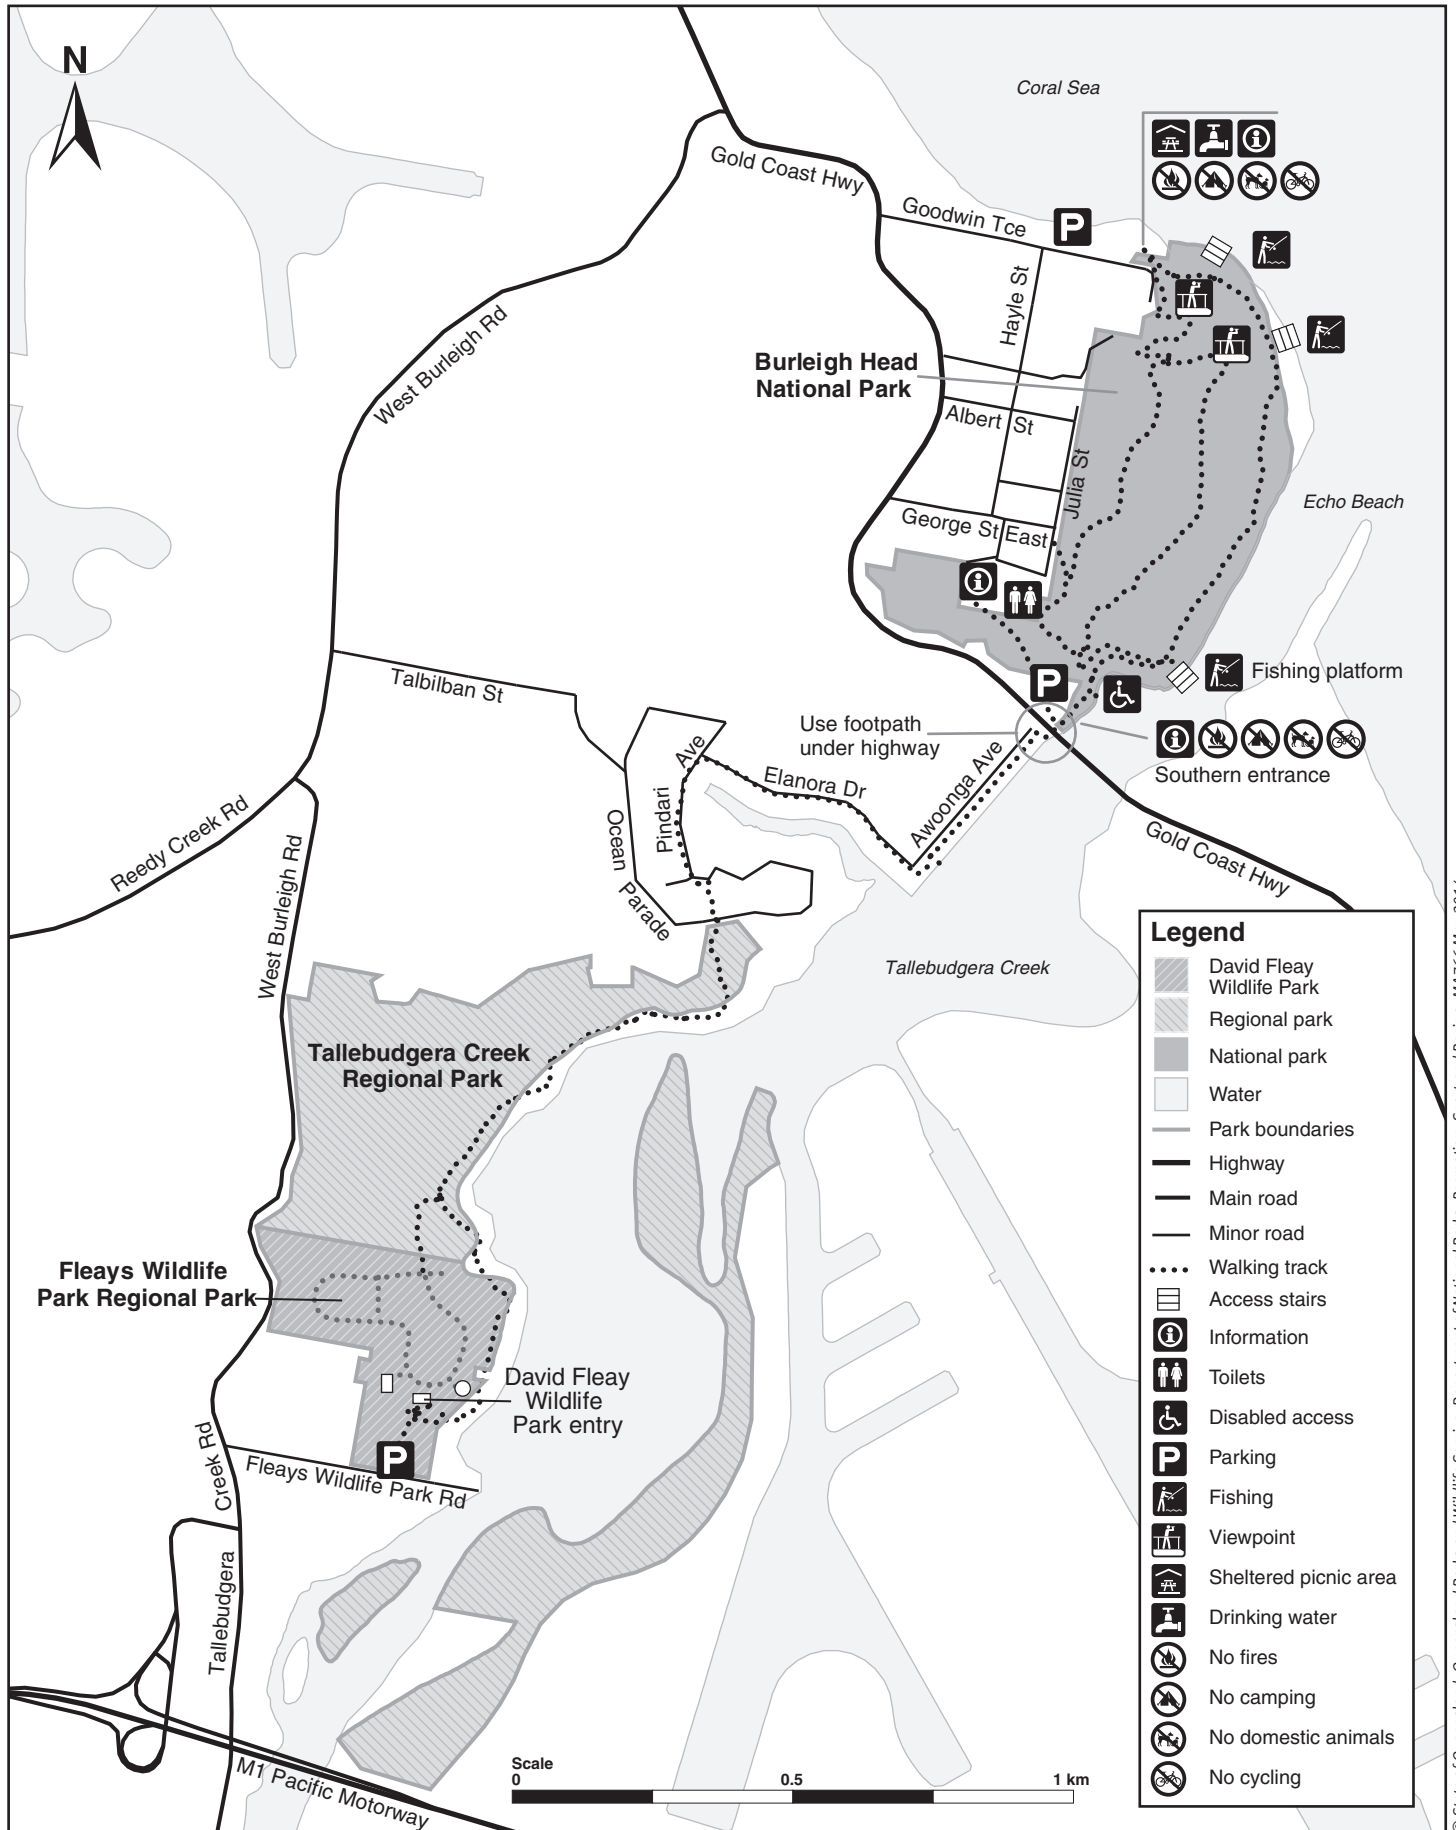 N
Coral Sea
Gold Coast Hwy
Goodwin Tce
P
Hayle St
West Burleigh Rd
Burleigh Head
National Park
Albert St
Julia St
Echo Beach
George St East
Talbilban St
P
Fishing platform
Use footpath
under highway
Southern entrance
Pindari Ave
Elanora Dr
Awoonga Ave
Ocean Parade
Reedy Creek Rd
Gold Coast Hwy
West Burleigh Rd
Tallebudgera Creek
Tallebudgera Creek
Regional Park
Fleays Wildlife
Park Regional Park
David Fleay
Wildlife
Park entry
P
Fleays Wildlife Park Rd
Tallebudgera Creek Rd
M1 Pacific Motorway
Scale
0 0.5 1 km
Legend
David Fleay
Wildlife Park
Regional park
National park
Water
Park boundaries
Highway
Main road
Minor road
Walking track
Access stairs
Information
Toilets
Disabled access
P Parking
Fishing
Viewpoint
Sheltered picnic area
Drinking water
No fires
No camping
No domestic animals
No cycling